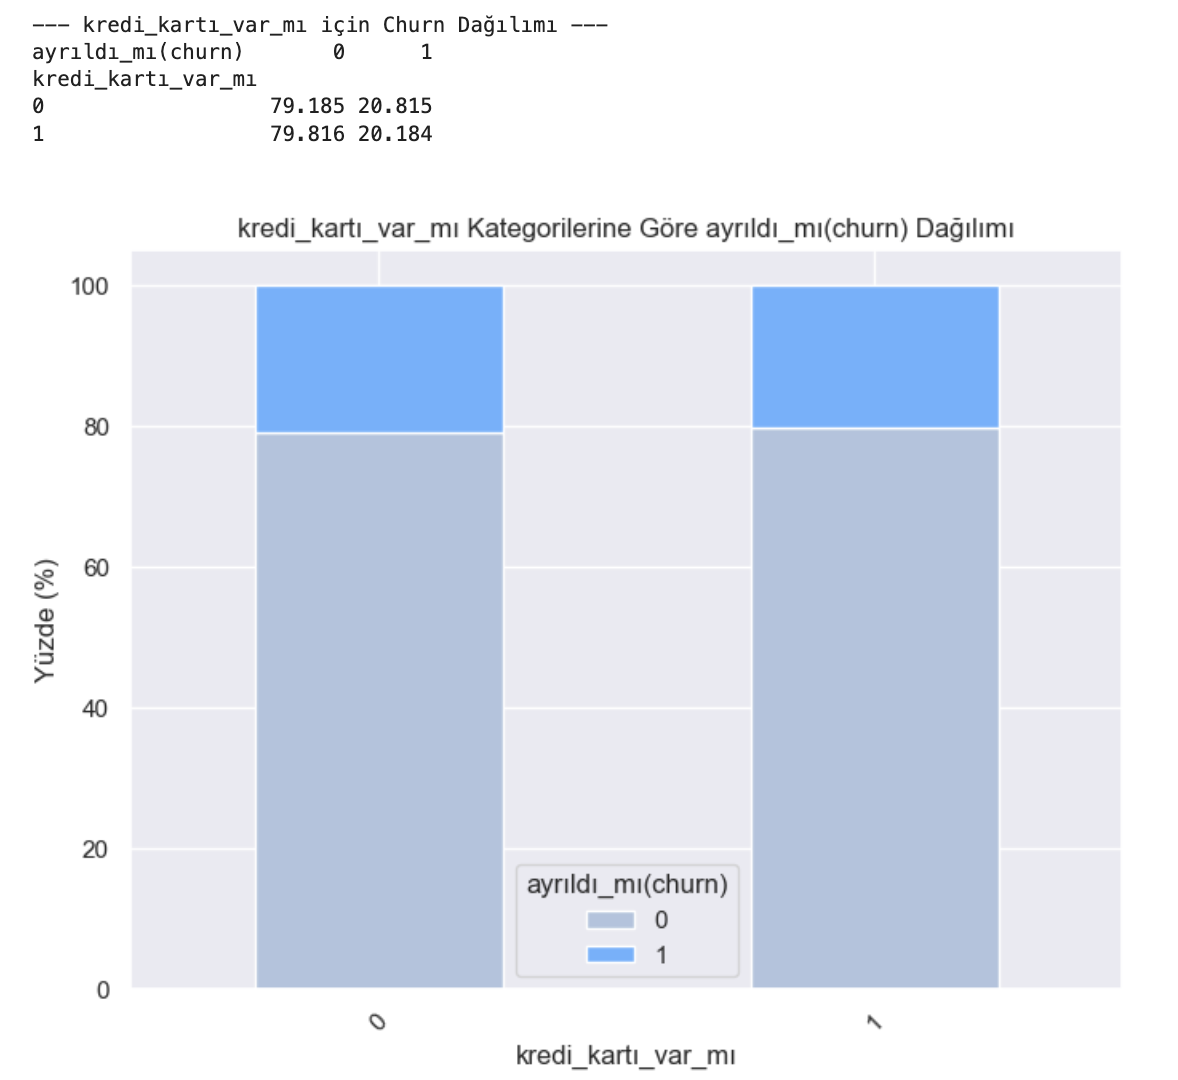 --- kredi_kartı_var_mı için Churn Dağılımı ---
ayrıldı_mı(churn) 0 1
kredi_kartı_var_mı
0 79.185 20.815
1 79.816 20.184
kredi_kartı_var_mı Kategorilerine Göre ayrıldı_mı(churn) Dağılımı
100
80
60
40
20
0
Yüzde (%)
ayrıldı_mı(churn)
0
1
0 1
kredi_kartı_var_mı